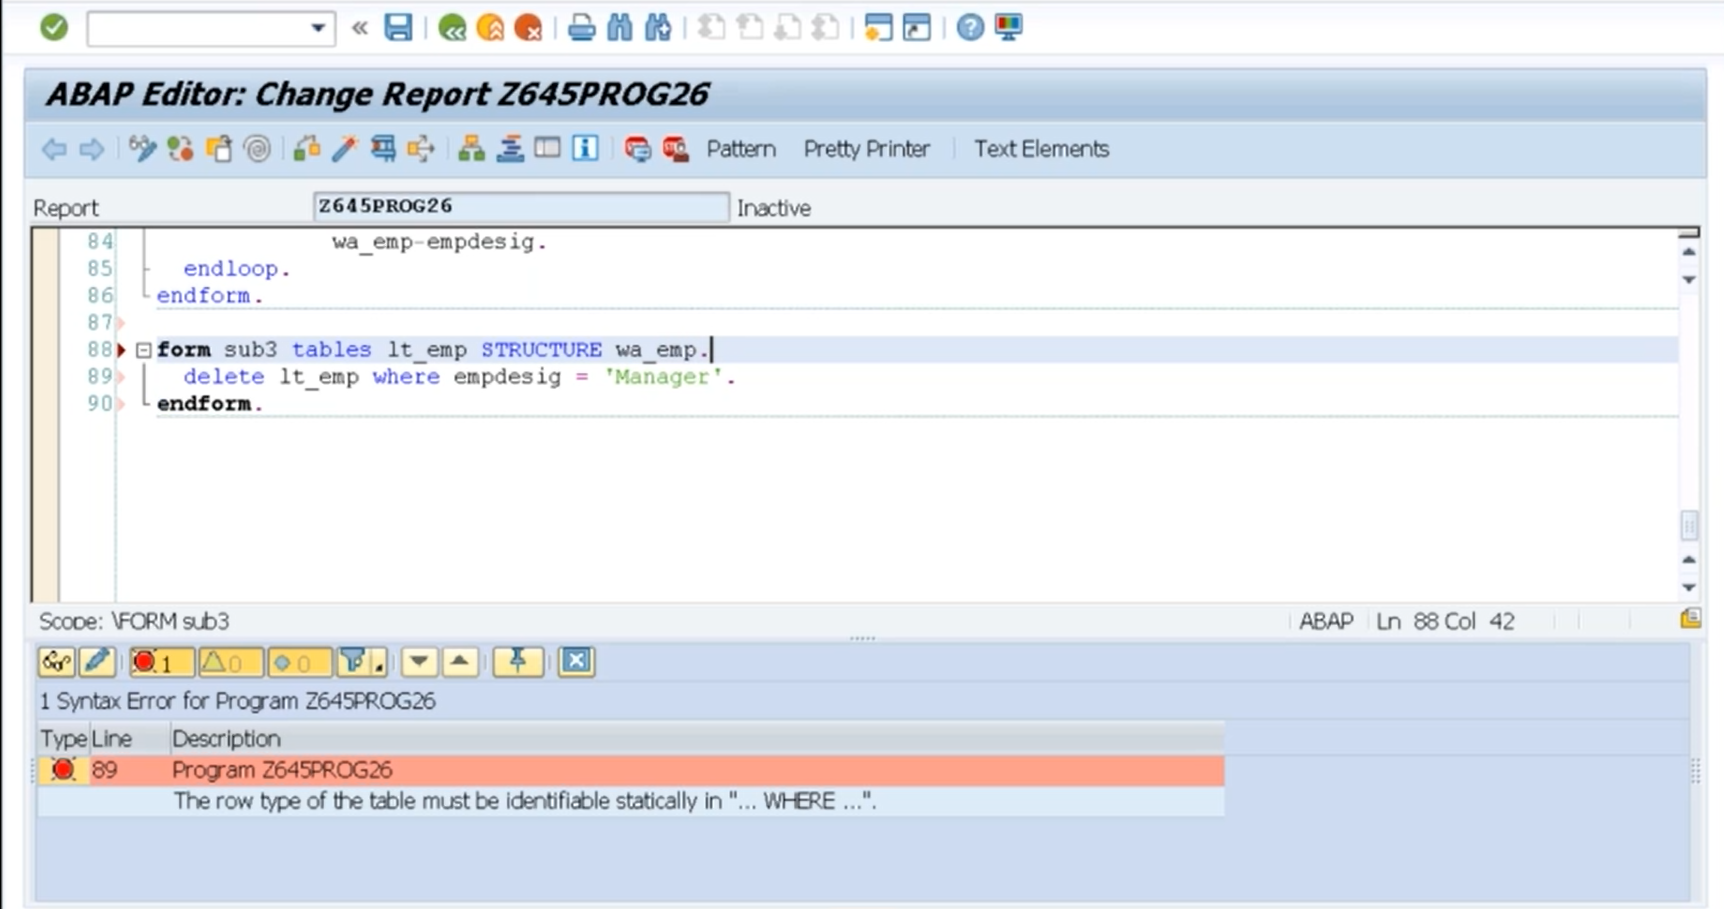 «
ABAP Editor: Change Report Z645PROG26
Pattern Pretty Printer Text Elements
Report Z645PROG26 Inactive
84 wa_emp-empdesig.
85 endloop.
86 endform.
87
88 form sub3 tables lt_emp STRUCTURE wa_emp.
89 delete lt_emp where empdesig = 'Manager'.
90 endform.
Scope: \FORM sub3 ABAP Ln 88 Col 42
1 0 0
1 Syntax Error for Program Z645PROG26
Type Line Description
89 Program Z645PROG26
The row type of the table must be identifiable statically in "... WHERE ...".